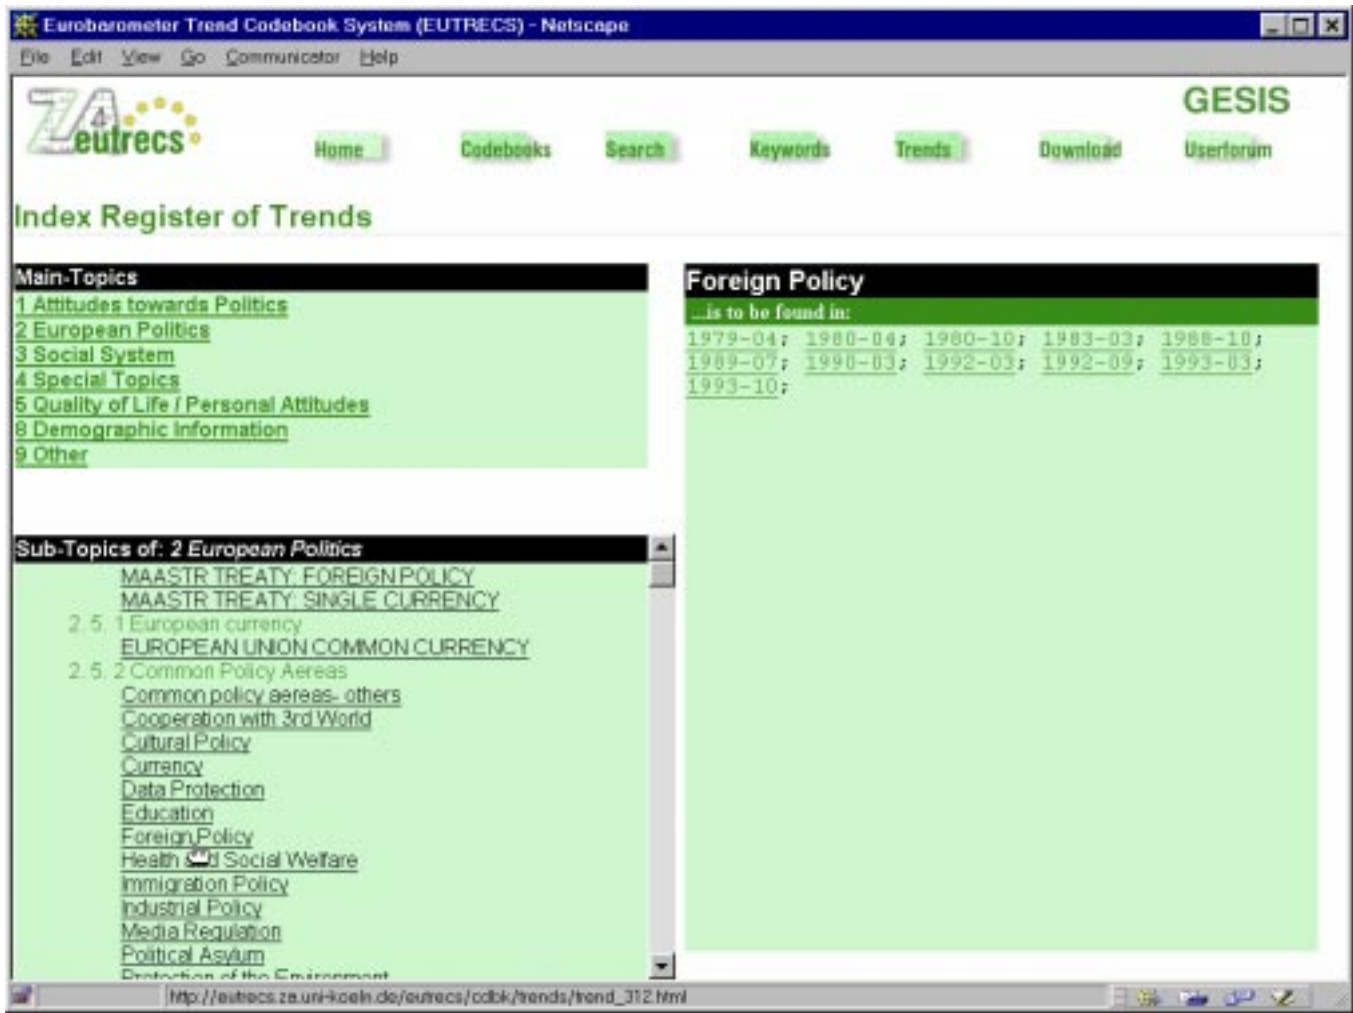 Eurobarometer Trend Codebook System (EUTRECS) - Netscape
File Edit View Go Communicator Help
ZA
eutrecs
GESIS
Home Codebooks Search Keywords Trends Download Userforum
Index Register of Trends
Main-Topics
1 Attitudes towards Politics
2 European Politics
3 Social System
4 Special Topics
5 Quality of Life / Personal Attitudes
8 Demographic Information
9 Other
Foreign Policy
...is to be found in:
1979-04; 1980-04; 1980-10; 1983-03; 1988-10;
1989-07; 1990-03; 1992-03; 1992-09; 1993-03;
1993-10;
Sub-Topics of: 2 European Politics
MAASTR TREATY: FOREIGN POLICY
MAASTR TREATY: SINGLE CURRENCY
2. 5. 1 European currency
EUROPEAN UNION COMMON CURRENCY
2. 5. 2 Common Policy Aereas
Common policy aereas- others
Cooperation with 3rd World
Cultural Policy
Currency
Data Protection
Education
Foreign Policy
Health and Social Welfare
Immigration Policy
Industrial Policy
Media Regulation
Political Asylum
Protection of the Environment
http://eutrecs.za.uni-koeln.de/eutrecs/cdbk/trends/trend_312.html